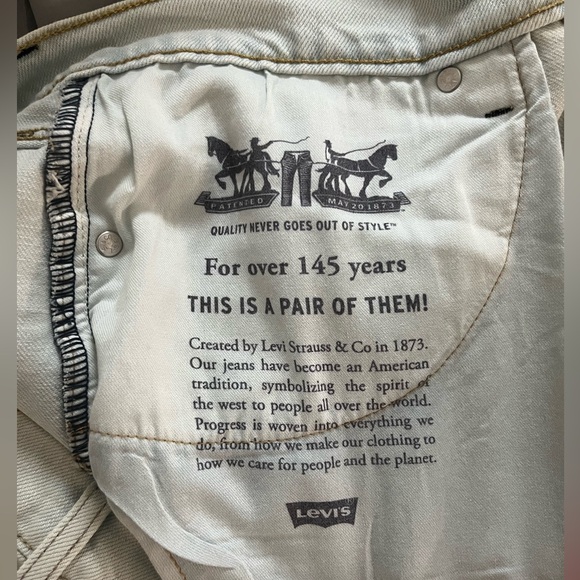 PATENTED MAY 20 1873
QUALITY NEVER GOES OUT OF STYLE™
For over 145 years
THIS IS A PAIR OF THEM!
Created by Levi Strauss & Co in 1873.
Our jeans have become an American
tradition, symbolizing the spirit of
the west to people all over the world.
Progress is woven into everything we
do, from how we make our clothing to
how we care for people and the planet.
LEVI'S